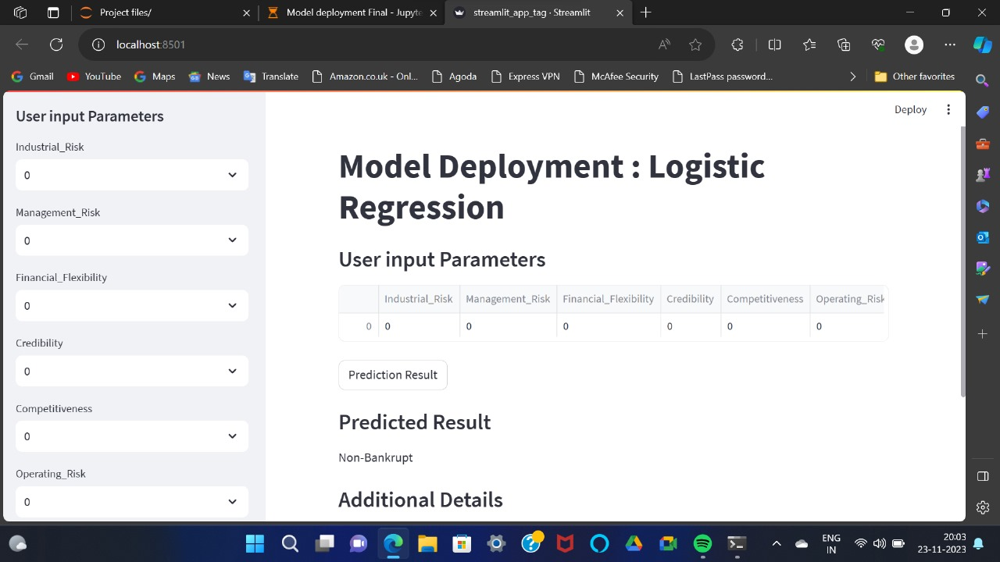 Project files/
Model deployment Final - Jupyte
streamlit_app_tag · Streamlit
localhost:8501
Gmail
YouTube
Maps
News
Translate
Amazon.co.uk - Onl...
Agoda
Express VPN
McAfee Security
LastPass password...
Other favorites
User input Parameters
Industrial_Risk
0
Management_Risk
0
Financial_Flexibility
0
Credibility
0
Competitiveness
0
Operating_Risk
0
Deploy
Model Deployment : Logistic
Regression
User input Parameters
Industrial_Risk Management_Risk Financial_Flexibility Credibility Competitiveness Operating_Risk
0 0 0 0 0 0 0
Prediction Result
Predicted Result
Non-Bankrupt
Additional Details
ENG
IN
20:03
23-11-2023